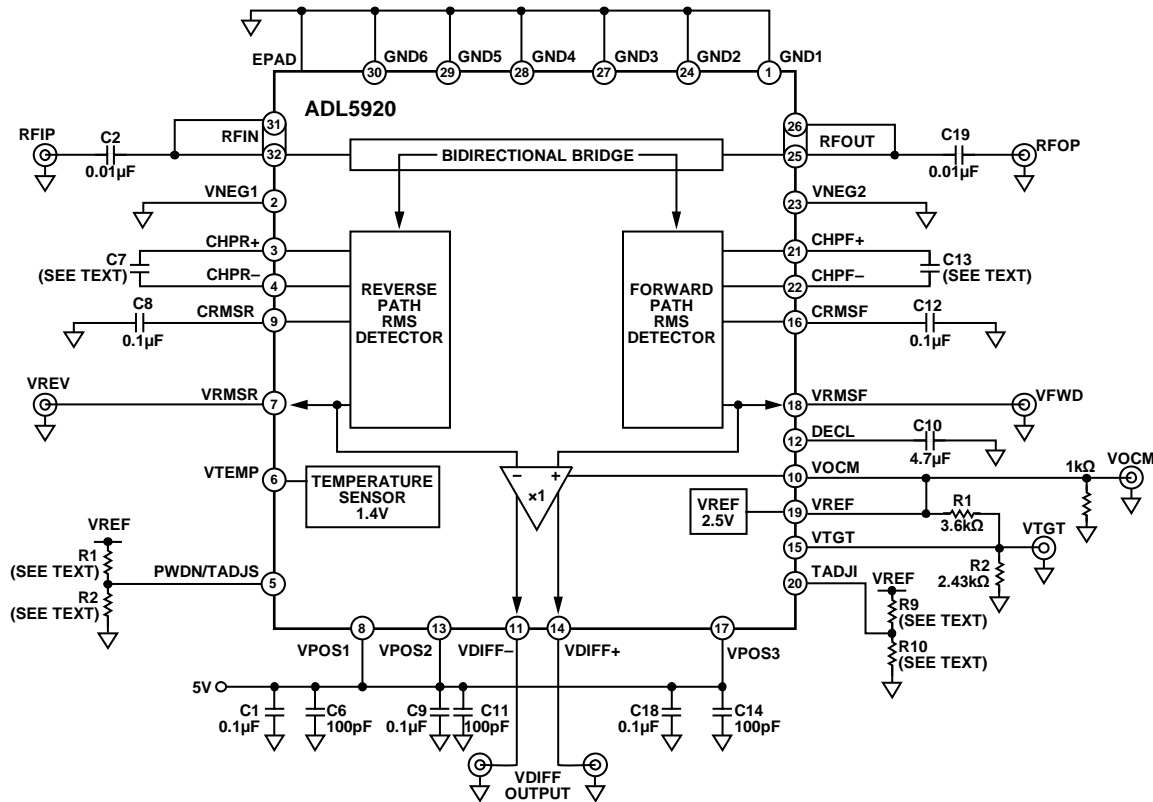 EPAD
GND6
GND5
GND4
GND3
GND2
GND1
30
29
28
27
24
1
ADL5920
RFIP
C2
0.01µF
31
RFIN
32
BIDIRECTIONAL BRIDGE
26
RFOUT
25
C19
0.01µF
RFOP
VNEG1
2
23
VNEG2
CHPR+
3
C7
(SEE TEXT)
CHPR–
4
C8
0.1µF
CRMSR
9
REVERSE
PATH
RMS
DETECTOR
FORWARD
PATH
RMS
DETECTOR
21
CHPF+
C13
(SEE TEXT)
22
CHPF–
16
CRMSF
C12
0.1µF
VREV
VRMSR
7
18
VRMSF
VFWD
12
DECL
C10
4.7µF
VTEMP
6
TEMPERATURE
SENSOR
1.4V
– +
×1
10
VOCM
1kΩ
VOCM
VREF
2.5V
19
VREF
R1
3.6kΩ
15
VTGT
VTGT
R2
2.43kΩ
VREF
R1
(SEE TEXT)
R2
(SEE TEXT)
PWDN/TADJS
5
20
TADJI
VREF
R9
(SEE TEXT)
R10
(SEE TEXT)
8
13
11
14
17
VPOS1
VPOS2
VDIFF–
VDIFF+
VPOS3
5V
C1
0.1µF
C6
100pF
C9
0.1µF
C11
100pF
C18
0.1µF
C14
100pF
VDIFF
OUTPUT